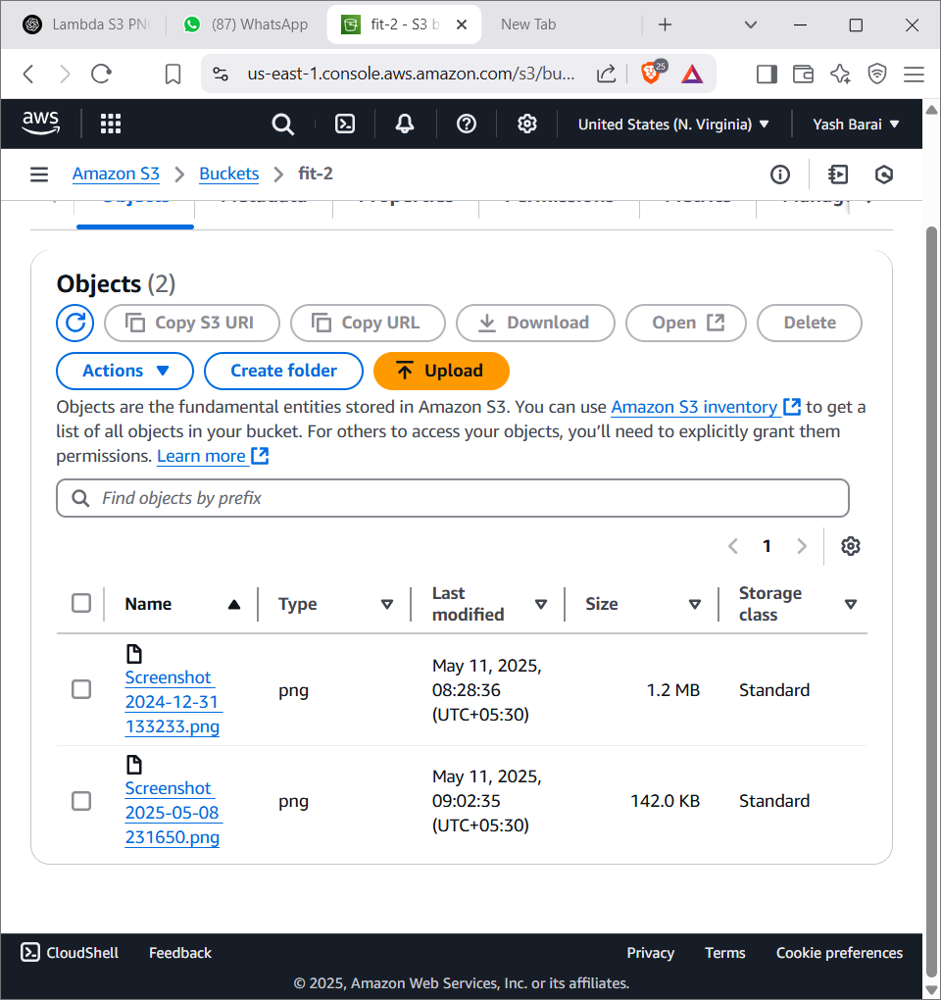 Lambda S3 PN
(87) WhatsApp
fit-2 - S3 b
New Tab
us-east-1.console.aws.amazon.com/s3/bu...
25
aws
United States (N. Virginia)
Yash Barai
Amazon S3
Buckets
fit-2
Objects
Metadata
Properties
Permissions
Metrics
Objects (2)
Copy S3 URI
Copy URL
Download
Open
Delete
Actions
Create folder
Upload
Objects are the fundamental entities stored in Amazon S3. You can use Amazon S3 inventory to get a
list of all objects in your bucket. For others to access your objects, you’ll need to explicitly grant them
permissions. Learn more
Find objects by prefix
1
Name
Type
Last
modified
Size
Storage
class
Screenshot
2024-12-31
133233.png
png
May 11, 2025,
08:28:36
(UTC+05:30)
1.2 MB
Standard
Screenshot
2025-05-08
231650.png
png
May 11, 2025,
09:02:35
(UTC+05:30)
142.0 KB
Standard
CloudShell
Feedback
Privacy
Terms
Cookie preferences
© 2025, Amazon Web Services, Inc. or its affiliates.